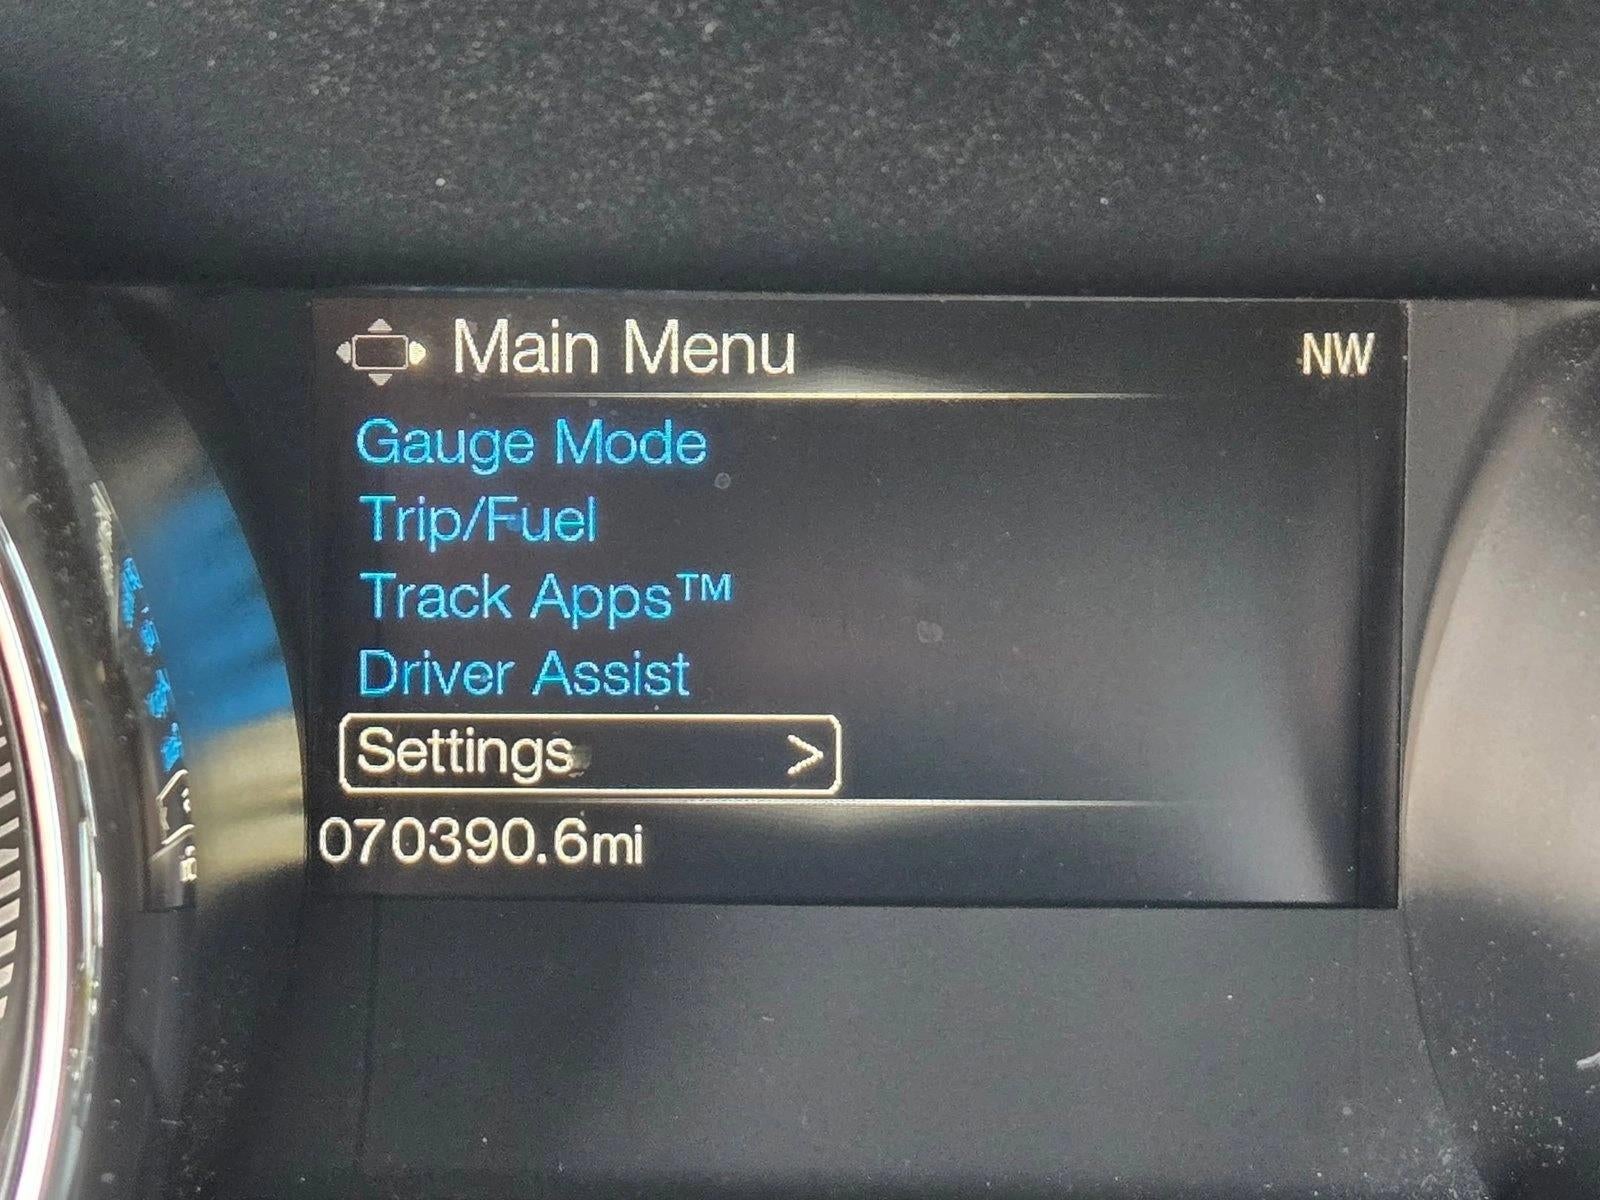 Main Menu NW
Gauge Mode
Trip/Fuel
Track Apps™
Driver Assist
Settings >
070390.6mi